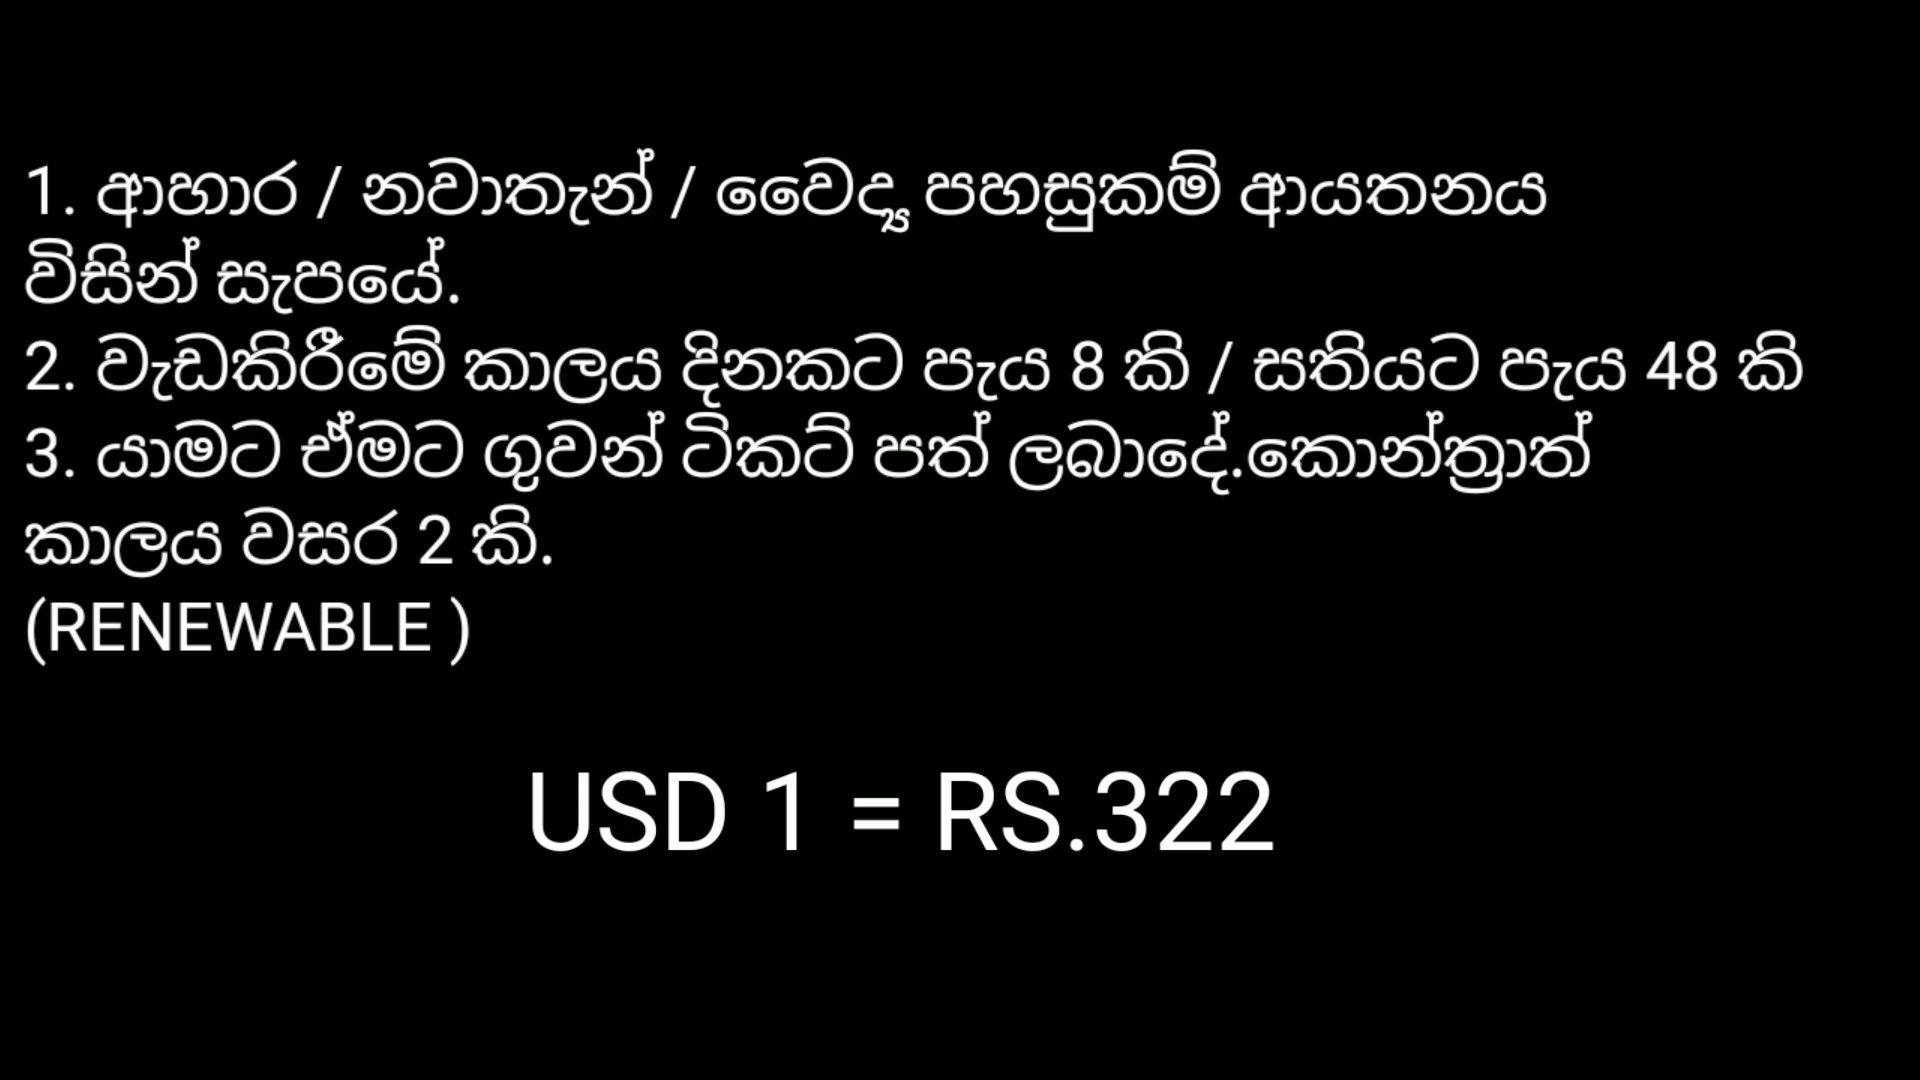 1. ආහාර / නවාතැන් / වෛද්‍ය පහසුකම් ආයතනය
විසින් සැපයේ.
2. වැඩකිරීමේ කාලය දිනකට පැය 8 කි / සතියට පැය 48 කි
3. යාමට ඒමට ගුවන් ටිකට් පත් ලබාදේ.කොන්ත්‍රාත්
කාලය වසර 2 කි.
(RENEWABLE )
USD 1 = RS.322